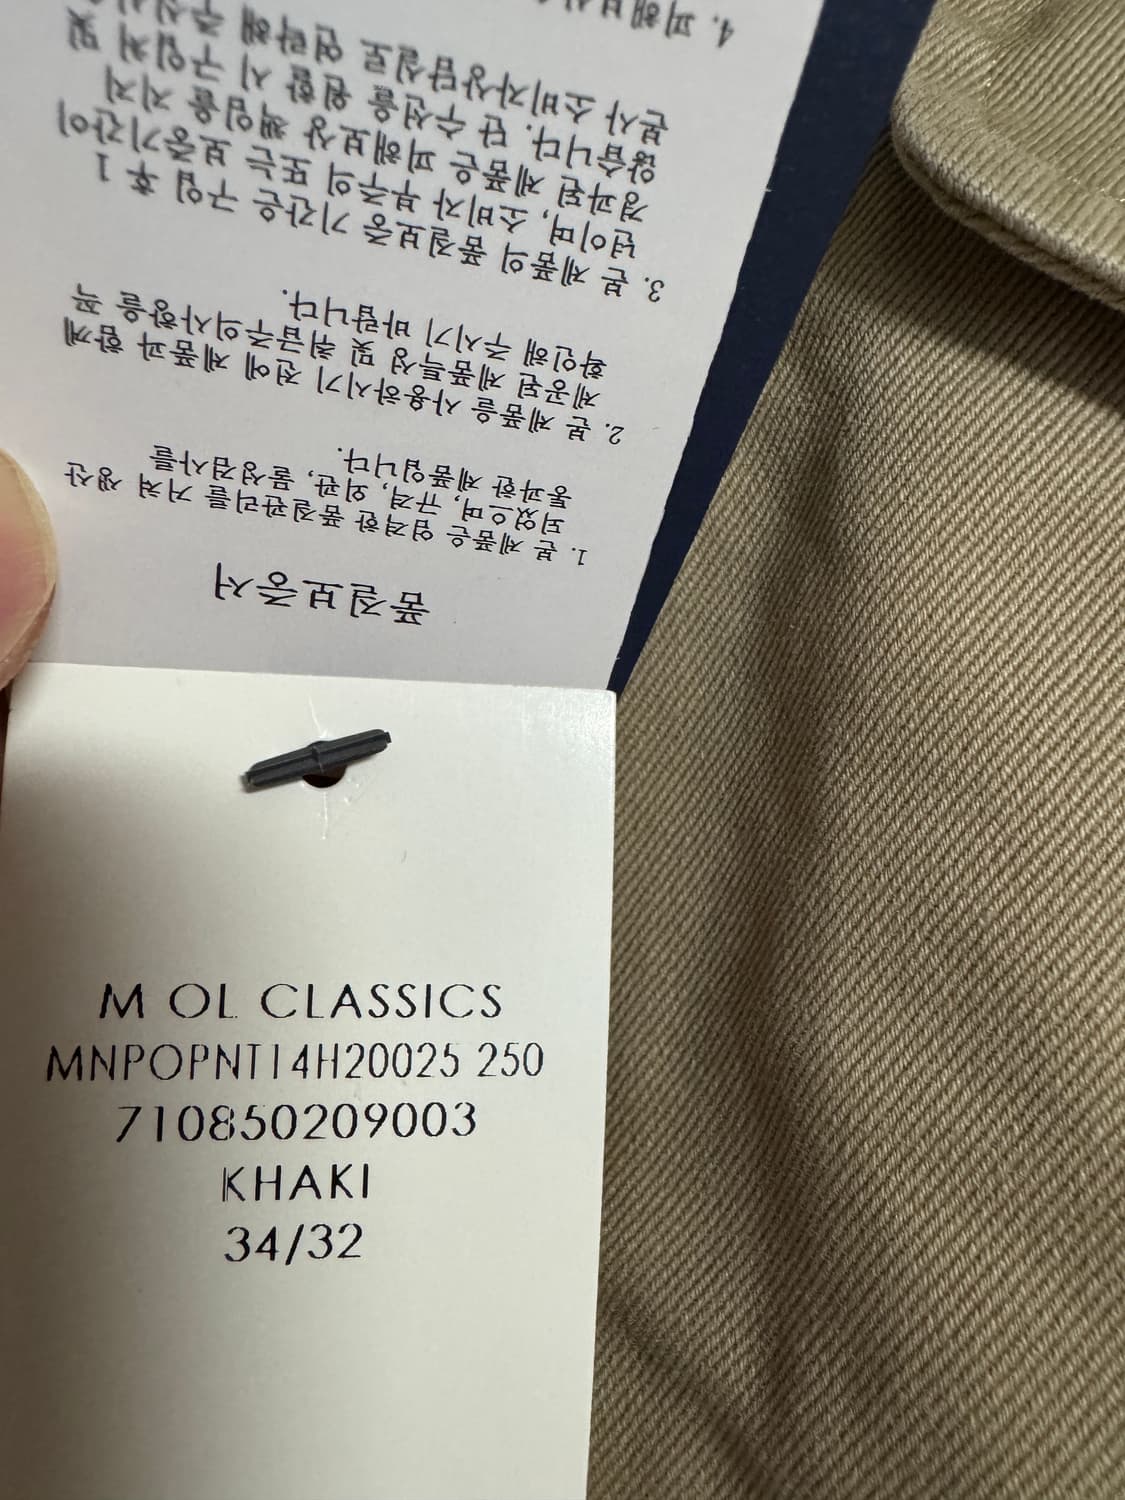 품질보증서
1. 본 제품은 엄격한 품질관리를 거쳐 생산
되었으며, 규격, 외관, 물성검사를
통과한 제품입니다.
2. 본 제품을 사용하시기 전에 제품과 함께
제공된 제품특성 및 취급주의사항을 꼭
확인해 주시기 바랍니다.
3. 본 제품의 품질보증 기간은 구입 후 1
년이며, 소비자 부주의 또는 보증기간이
경과된 제품은 피해보상 책임을 지지
않습니다. 단 수선을 원할 시 구입처 및
본사 소비자상담실로 연락해
4. 피해보상
M OL CLASSICS
MNPOPNT14H20025 250
710850209003
KHAKI
34/32